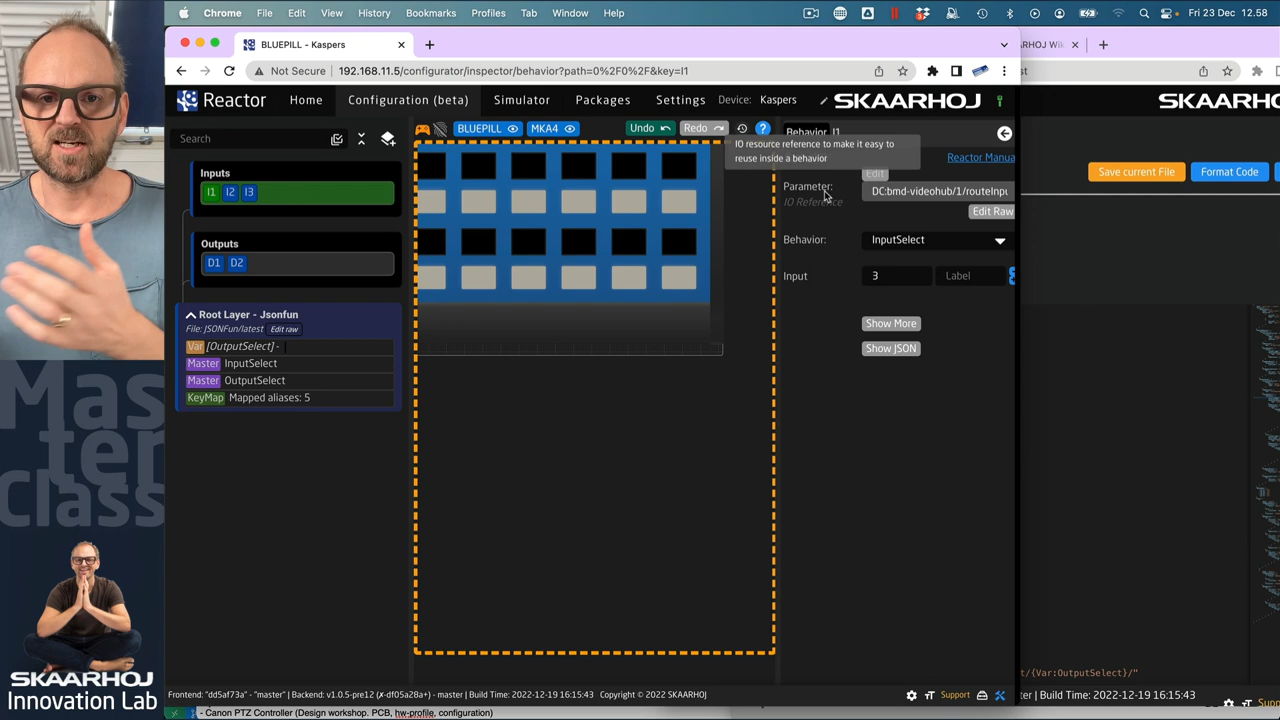 Chrome File Edit View History Bookmarks Profiles Tab Window Help
Fri 23 Dec 12.58
BLUEPILL - Kaspers
Not Secure 192.168.11.5/configurator/inspector/behavior?path=0%2F0%2F&key=I1
Reactor Home Configuration (beta) Simulator Packages Settings Device: Kaspers SKAARHOJ
Search
BLUEPILL MKA4 Undo Redo
Behavior I1
IO resource reference to make it easy to
reuse inside a behavior
Edit
Parameter: DC:bmd-videohub/1/routeInpu
IO Reference
Edit Raw
Behavior: InputSelect
Input 3 Label
Show More
Show JSON
Inputs
I1 I2 I3
Outputs
D1 D2
Root Layer - Jsonfun
File: JSONFun/latest Edit raw
Var [OutputSelect] -
Master InputSelect
Master OutputSelect
KeyMap Mapped aliases: 5
Save current File Format Code
/{Var:OutputSelect}/"
Frontend: "dd5af73a" - "master" | Backend: v1.0.5-pre12 (df05a28a+) - master | Build Time: 2022-12-19 16:15:43 Copyright © 2022 SKAARHOJ
Support
ter | Build Time: 2022-12-19 16:15:43
- Canon PTZ Controller (Design workshop. PCB, hw-profile, configuration)
Mas
ter
Class
SKAARHOJ
Innovation Lab